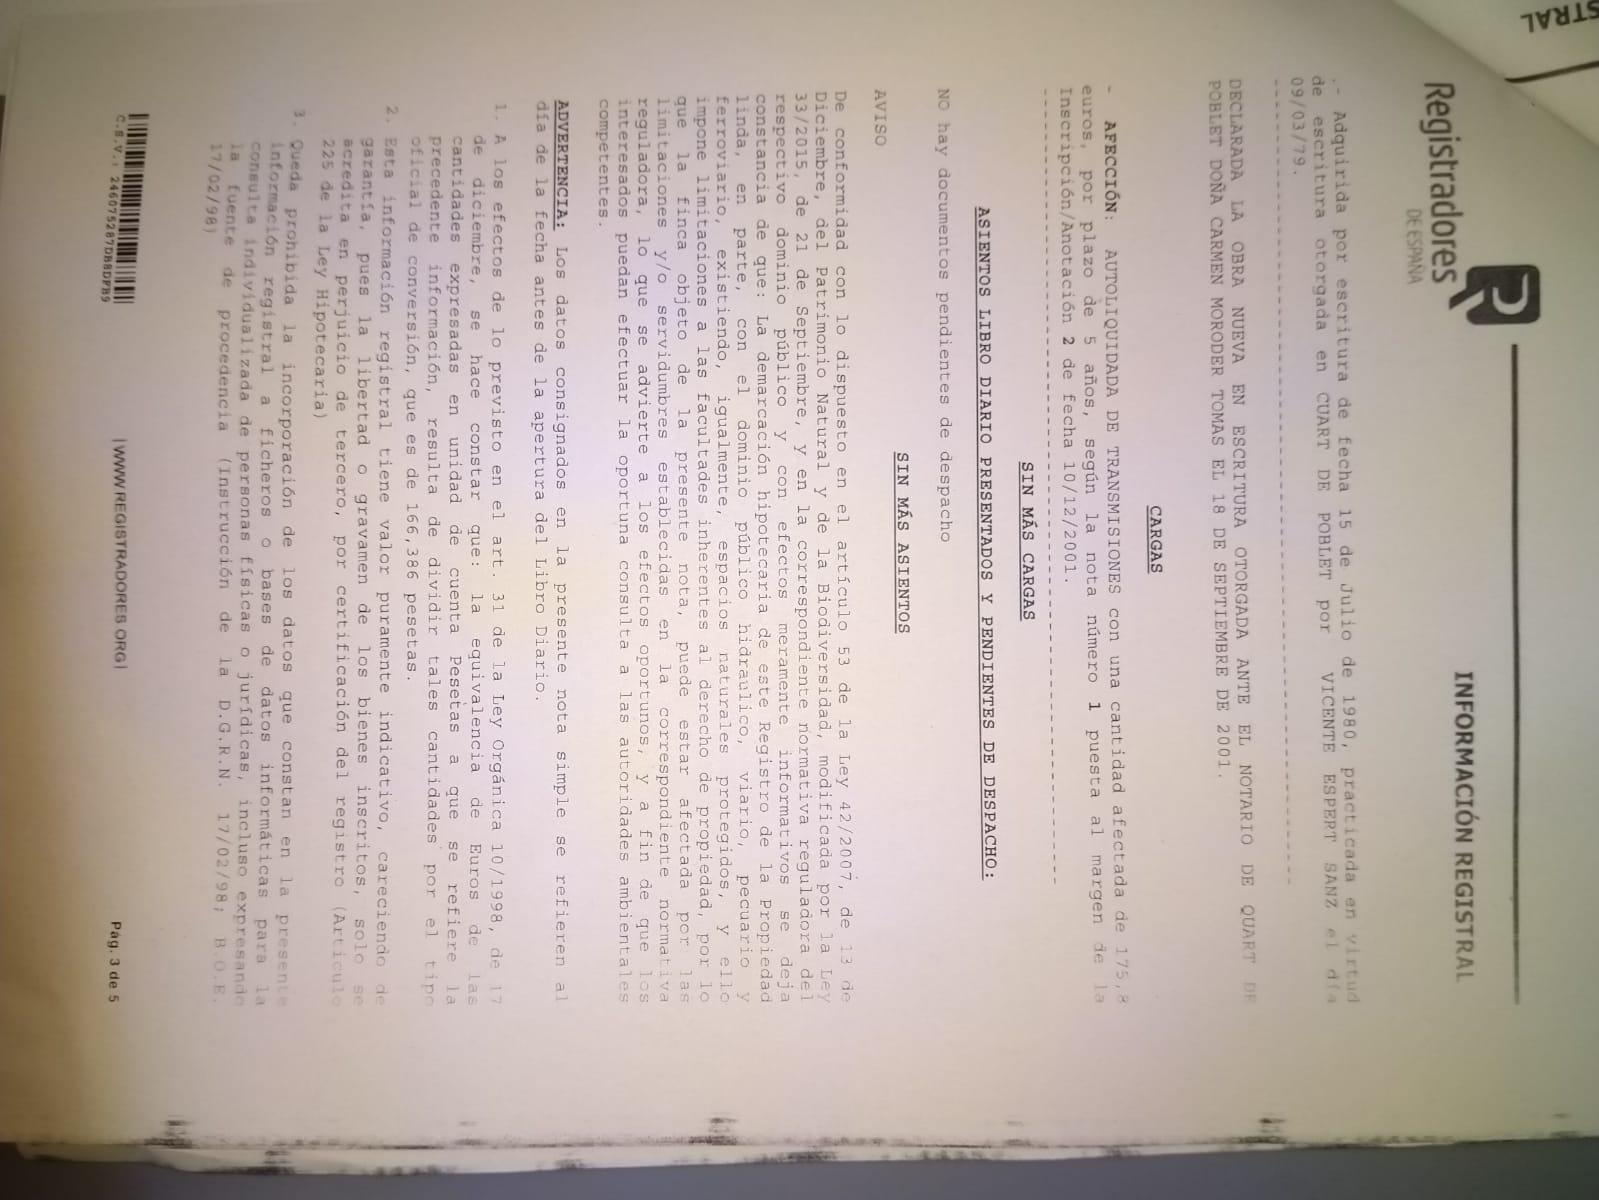 STRAL
Registradores
DE ESPAÑA
INFORMACIÓN REGISTRAL
.- Adquirida por escritura de fecha 15 de Julio de 1980, practicada en virtud
de escritura otorgada en CUART DE POBLET por VICENTE ESPERT SANZ el día
09/03/79.
DECLARADA LA OBRA NUEVA EN ESCRITURA OTORGADA ANTE EL NOTARIO DE QUART DE
POBLET DOÑA CARMEN MORODER TOMAS EL 18 DE SEPTIEMBRE DE 2001.
CARGAS
- AFECCIÓN: AUTOLIQUIDADA DE TRANSMISIONES con una cantidad afectada de 175,8
euros, por plazo de 5 años, según la nota número 1 puesta al margen de la
Inscripción/Anotación 2 de fecha 10/12/2001.
SIN MÁS CARGAS
ASIENTOS LIBRO DIARIO PRESENTADOS Y PENDIENTES DE DESPACHO:
NO hay documentos pendientes de despacho
SIN MÁS ASIENTOS
AVISO
De conformidad con lo dispuesto en el artículo 53 de la Ley 42/2007, de 13 de
Diciembre, del Patrimonio Natural y de la Biodiversidad, modificada por la Ley
33/2015, de 21 de Septiembre, y en la correspondiente normativa reguladora del
respectivo dominio público y con efectos meramente informativos se deja
constancia de que: La demarcación hipotecaria de este Registro de la Propiedad
linda, en parte, con el dominio público hidraulico, viario, pecuario y
ferroviario, existiendo, igualmente, espacios naturales protegidos, y ello
impone limitaciones a las facultades inherentes al derecho de propiedad, por lo
que la finca objeto de la presente nota, puede estar afectada por las
limitaciones y/o servidumbres establecidas en la correspondiente normativa
reguladora, lo que se advierte a los efectos oportunos, y a fin de que los
interesados puedan efectuar la oportuna consulta a las autoridades ambientales
competentes.
ADVERTENCIA: Los datos consignados en la presente nota simple se refieren al
día de la fecha antes de la apertura del Libro Diario.
1. A los efectos de lo previsto en el art. 31 de la Ley Orgánica 10/1998, de 17
de diciembre, se hace constar que: la equivalencia de Euros de las
cantidades expresadas en unidad de cuenta Pesetas a que se refiere la
precedente información, resulta de dividir tales cantidades por el tipo
oficial de conversión, que es de 166,386 pesetas.
2. Esta información registral tiene valor puramente indicativo, careciendo de
garantía, pues la libertad o gravamen de los bienes inscritos, solo se
acredita en perjuicio de tercero, por certificación del registro (Artículo
225 de la Ley Hipotecaria)
3. Queda prohibida la incorporación de los datos que constan en la presente
información registral a ficheros o bases de datos informáticas para la
consulta individualizada de personas físicas o jurídicas, incluso expresando
la fuente de procedencia (Instrucción de la D.G.R.N. 17/02/98; B.O.E.
17/02/98)
C.S.V.: 246075287DB8DFB9
|WWW.REGISTRADORES.ORG|
Pág. 3 de 5